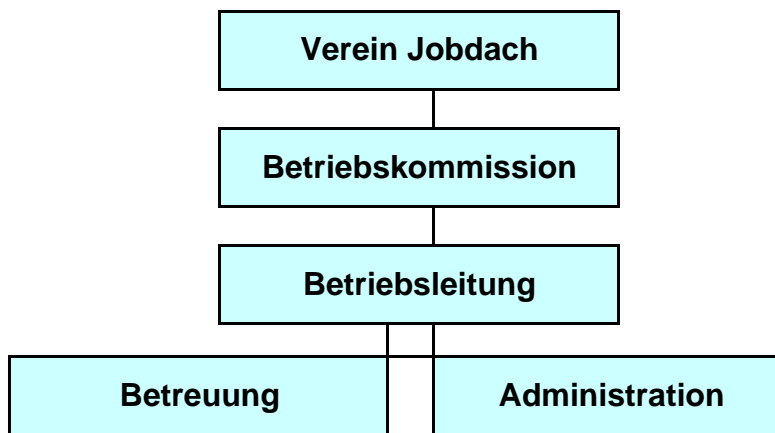 Verein Jobdach
Betriebskommission
Betriebsleitung
Betreuung
Administration